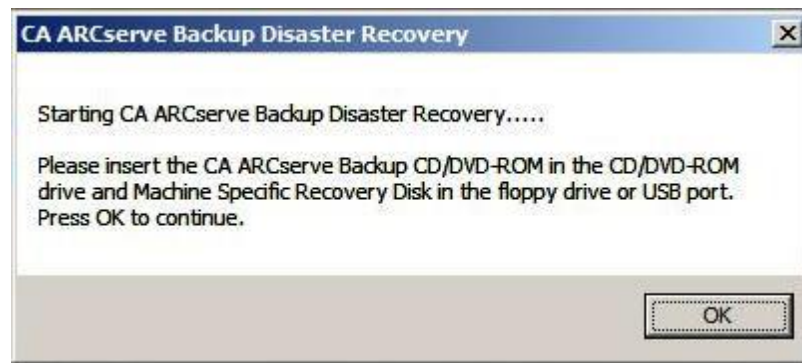 CA ARCserve Backup Disaster Recovery
Starting CA ARCserve Backup Disaster Recovery.....
Please insert the CA ARCserve Backup CD/DVD-ROM in the CD/DVD-ROM
drive and Machine Specific Recovery Disk in the floppy drive or USB port.
Press OK to continue.
OK